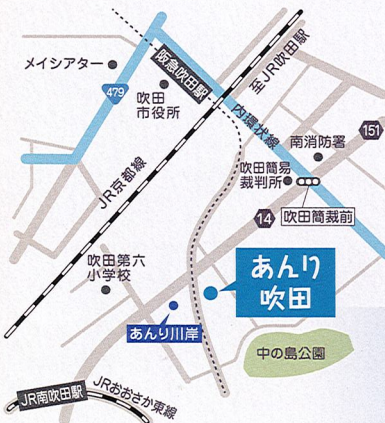 メイシアター
阪急吹田駅
至JR吹田駅
479
吹田
市役所
内環状線
南消防署
151
JR京都線
吹田簡易
裁判所
14
吹田簡裁前
吹田第六
小学校
あんり
吹田
あんり川岸
中の島公園
JR南吹田駅
JRおおさか東線